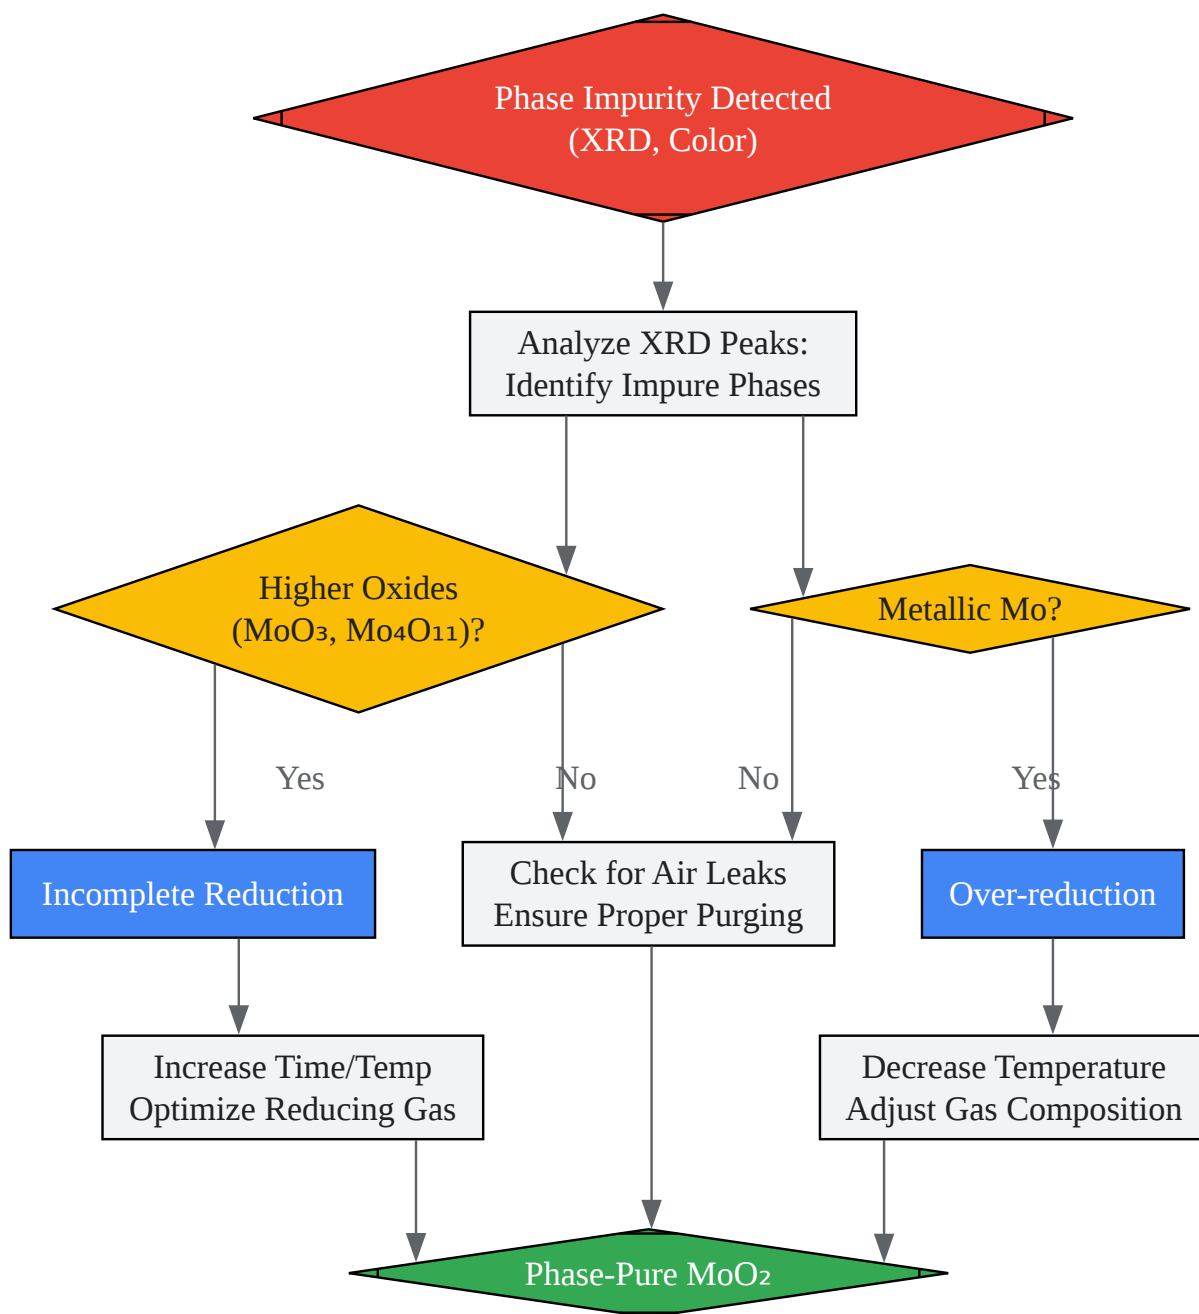 Phase Impurity Detected
(XRD, Color)
Analyze XRD Peaks:
Identify Impure Phases
Higher Oxides
(MoO₃, Mo₄O₁₁)?
Metallic Mo?
Yes
No
No
Yes
Incomplete Reduction
Check for Air Leaks
Ensure Proper Purging
Over-reduction
Increase Time/Temp
Optimize Reducing Gas
Decrease Temperature
Adjust Gas Composition
Phase-Pure MoO₂